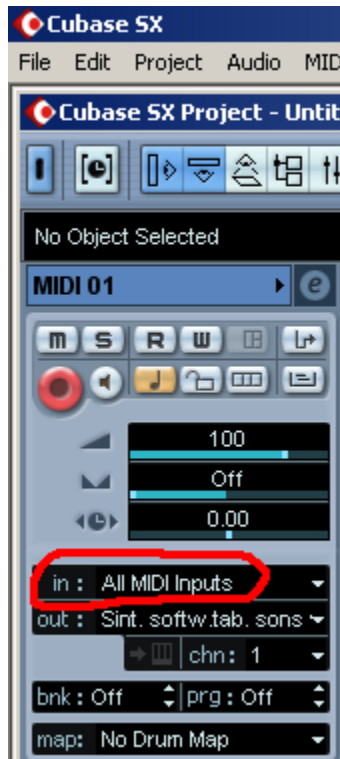 Cubase SX
File Edit Project Audio MID
Cubase SX Project - Untit
No Object Selected
MIDI 01 e
m S R W
100
Off
0.00
in : All MIDI Inputs
out : Sint. softw.tab. sons
chn : 1
bnk : Off prg : Off
map: No Drum Map